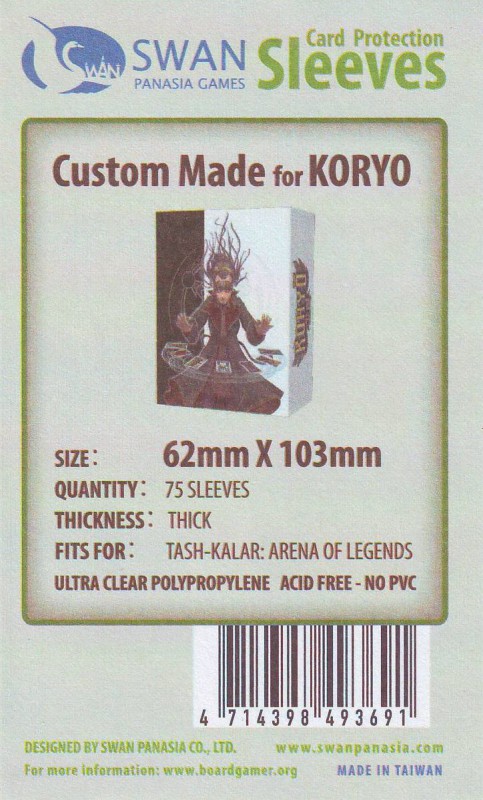 SWAN
SWAN
PANASIA GAMES
Card Protection
Sleeves
Custom Made for KORYO
KORYO
SIZE: 62mm X 103mm
QUANTITY: 75 SLEEVES
THICKNESS: THICK
FITS FOR: TASH-KALAR: ARENA OF LEGENDS
ULTRA CLEAR POLYPROPYLENE ACID FREE - NO PVC
4 714398 493691
DESIGNED BY SWAN PANASIA CO., LTD. www.swanpanasia.com
For more information: www.boardgamer.org MADE IN TAIWAN